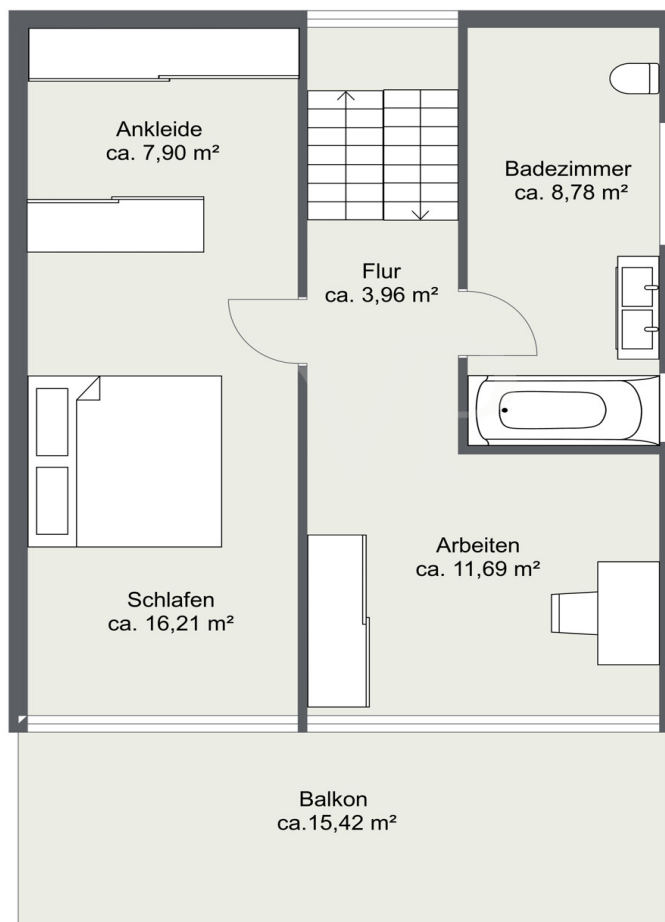 Ankleide
ca. 7,90 m²
Badezimmer
ca. 8,78 m²
Flur
ca. 3,96 m²
Arbeiten
ca. 11,69 m²
Schlafen
ca. 16,21 m²
Balkon
ca.15,42 m²